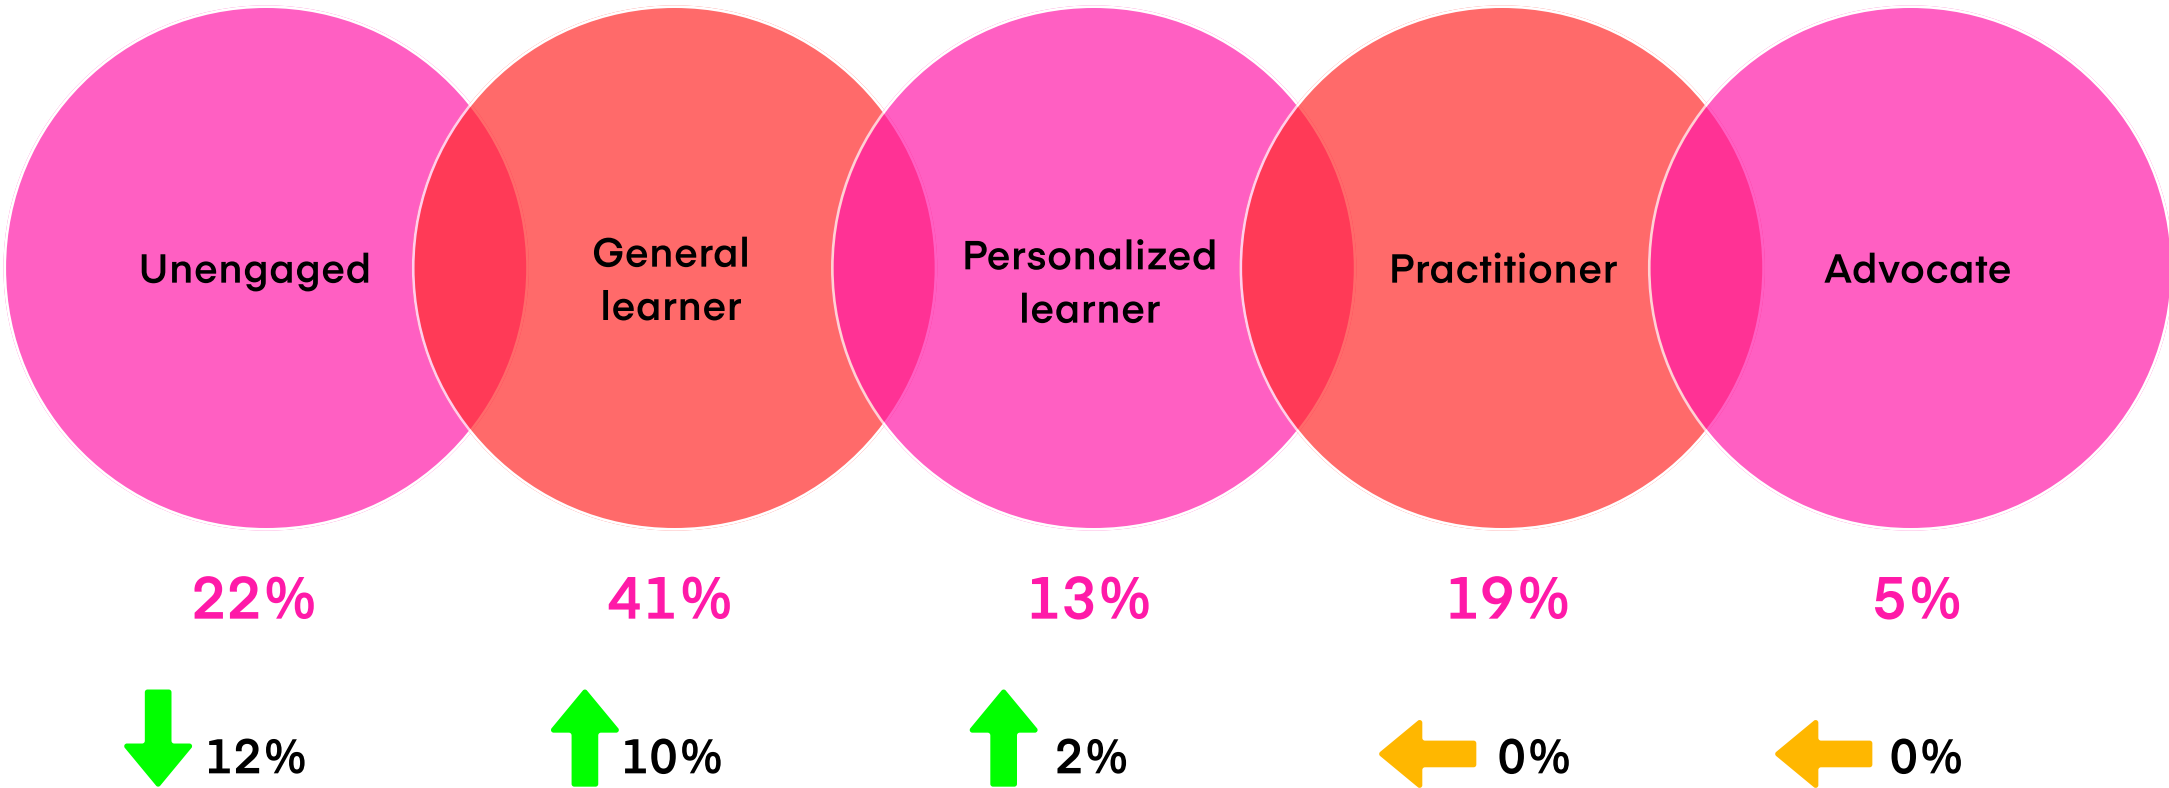 Unengaged
General
learner
Personalized
learner
Practitioner
Advocate
22%
41%
13%
19%
5%
12%
10%
2%
0%
0%